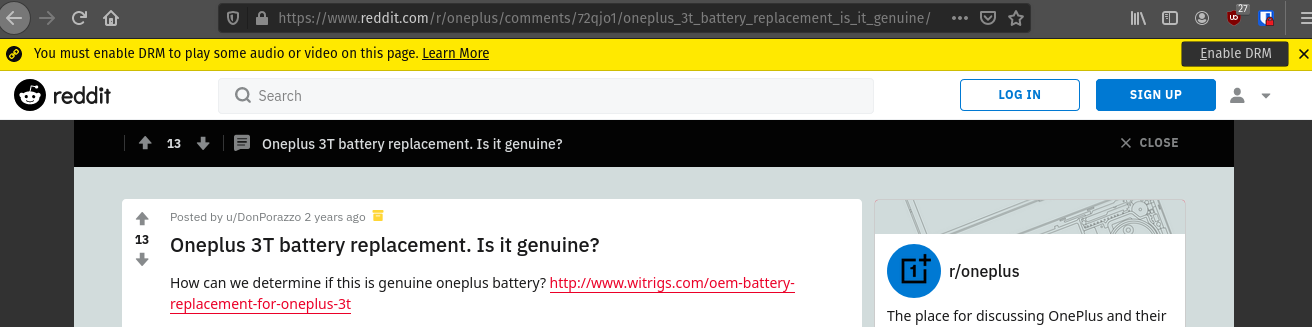 https://www.reddit.com/r/oneplus/comments/72qjo1/oneplus_3t_battery_replacement_is_it_genuine/ 27
You must enable DRM to play some audio or video on this page. Learn More Enable DRM
reddit Search LOG IN SIGN UP
13 Oneplus 3T battery replacement. Is it genuine? CLOSE
Posted by u/DonPorazzo 2 years ago
13
Oneplus 3T battery replacement. Is it genuine?
How can we determine if this is genuine oneplus battery? http://www.witrigs.com/oem-battery-
replacement-for-oneplus-3t
r/oneplus
The place for discussing OnePlus and their